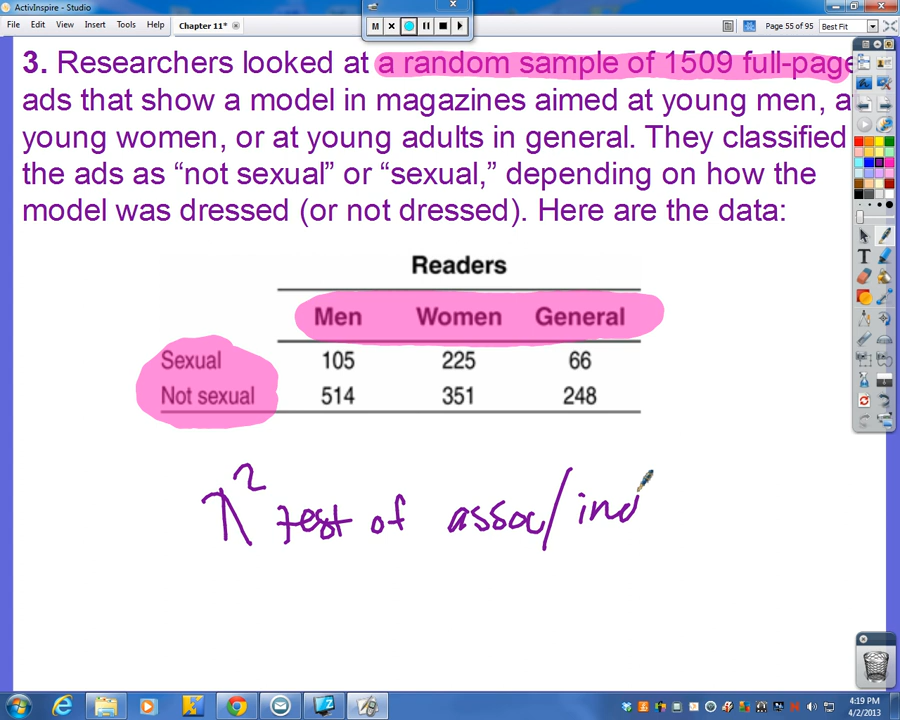 ActivInspire - Studio
File Edit View Insert Tools Help
Chapter 11*
Page 55 of 95
Best Fit
3. Researchers looked at a random sample of 1509 full-page
ads that show a model in magazines aimed at young men, a
young women, or at young adults in general. They classified
the ads as “not sexual” or “sexual,” depending on how the
model was dressed (or not dressed). Here are the data:
Readers
Men Women General
Sexual 105 225 66
Not sexual 514 351 248
test of assoc/ind
4:19 PM
4/2/2013